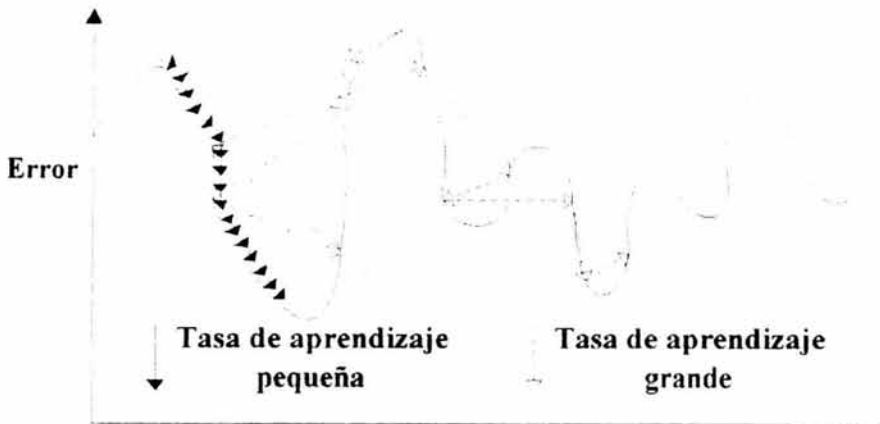 Error
Tasa de aprendizaje
pequeña
Tasa de aprendizaje
grande